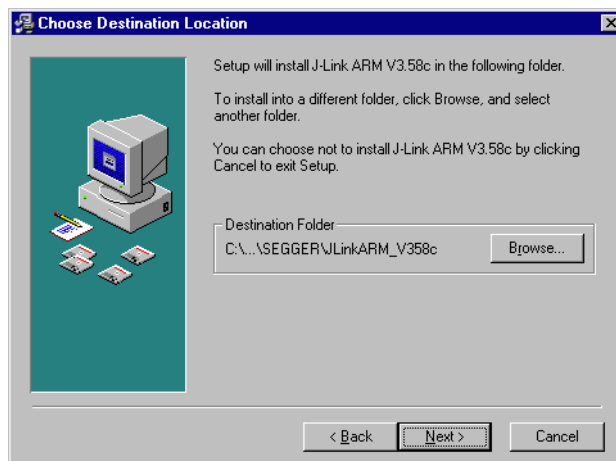 Choose Destination Location
Setup will install J-Link ARM V3.58c in the following folder.
To install into a different folder, click Browse, and select
another folder.
You can choose not to install J-Link ARM V3.58c by clicking
Cancel to exit Setup.
Destination Folder
C:\...\SEGGER\JLinkARM_V358c
Browse...
< Back
Next >
Cancel